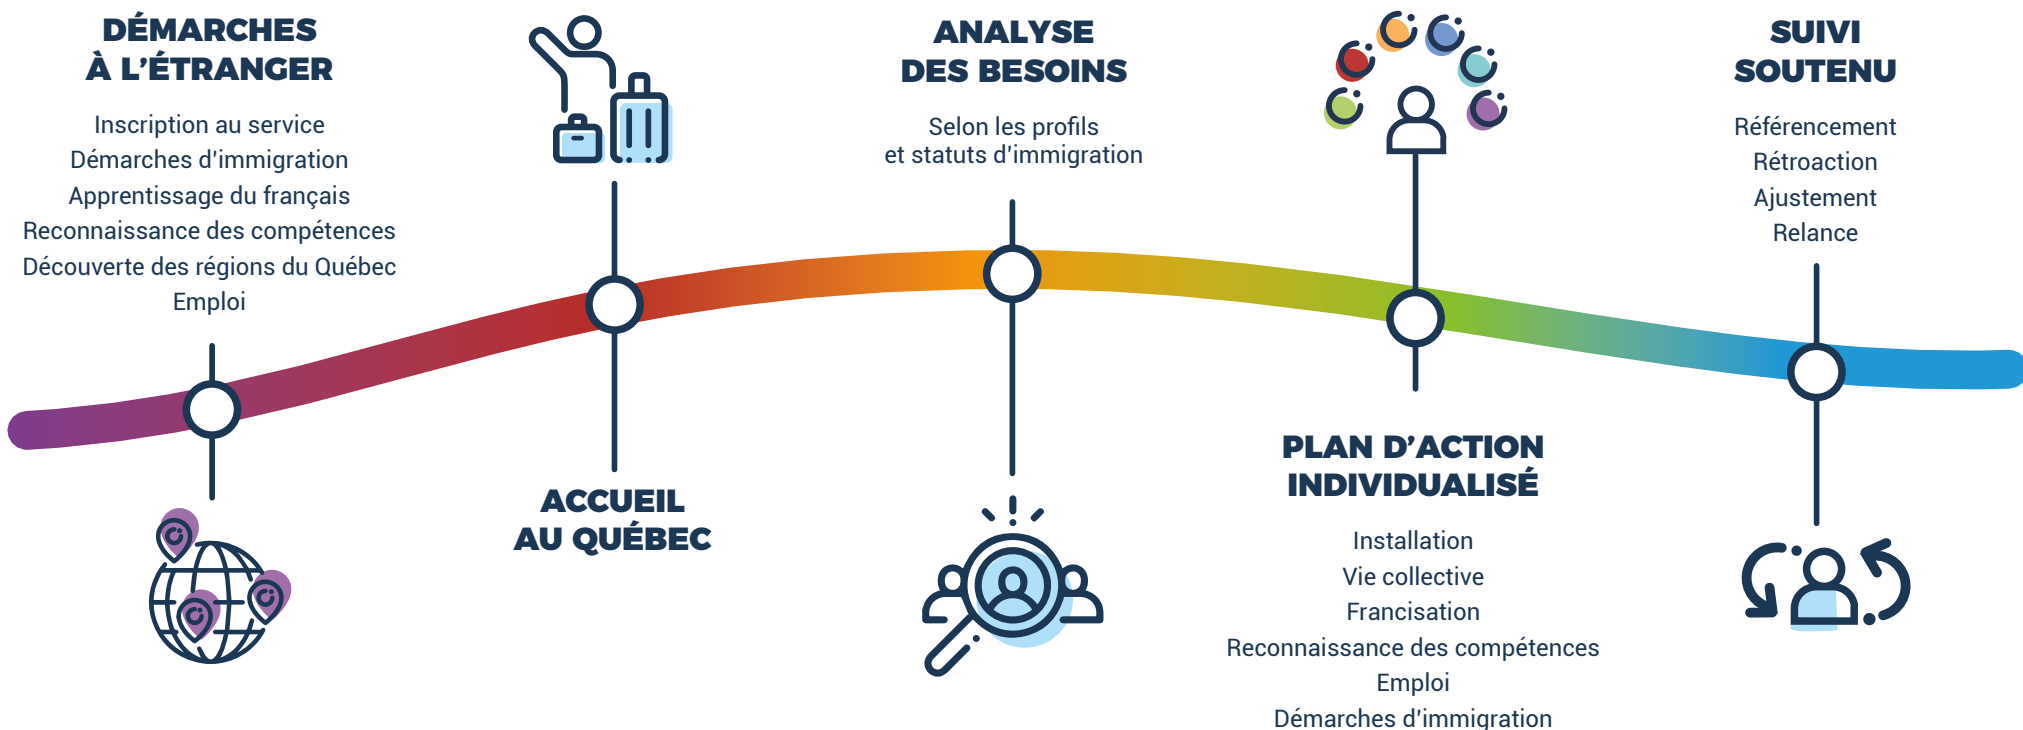 DÉMARCHES
À L'ÉTRANGER
Inscription au service
Démarches d'immigration
Apprentissage du français
Reconnaissance des compétences
Découverte des régions du Québec
Emploi
ACCUEIL
AU QUÉBEC
ANALYSE
DES BESOINS
Selon les profils
et statuts d'immigration
PLAN D'ACTION
INDIVIDUALISÉ
Installation
Vie collective
Francisation
Reconnaissance des compétences
Emploi
Démarches d'immigration
SUIVI
SOUTENU
Référencement
Rétroaction
Ajustement
Relance